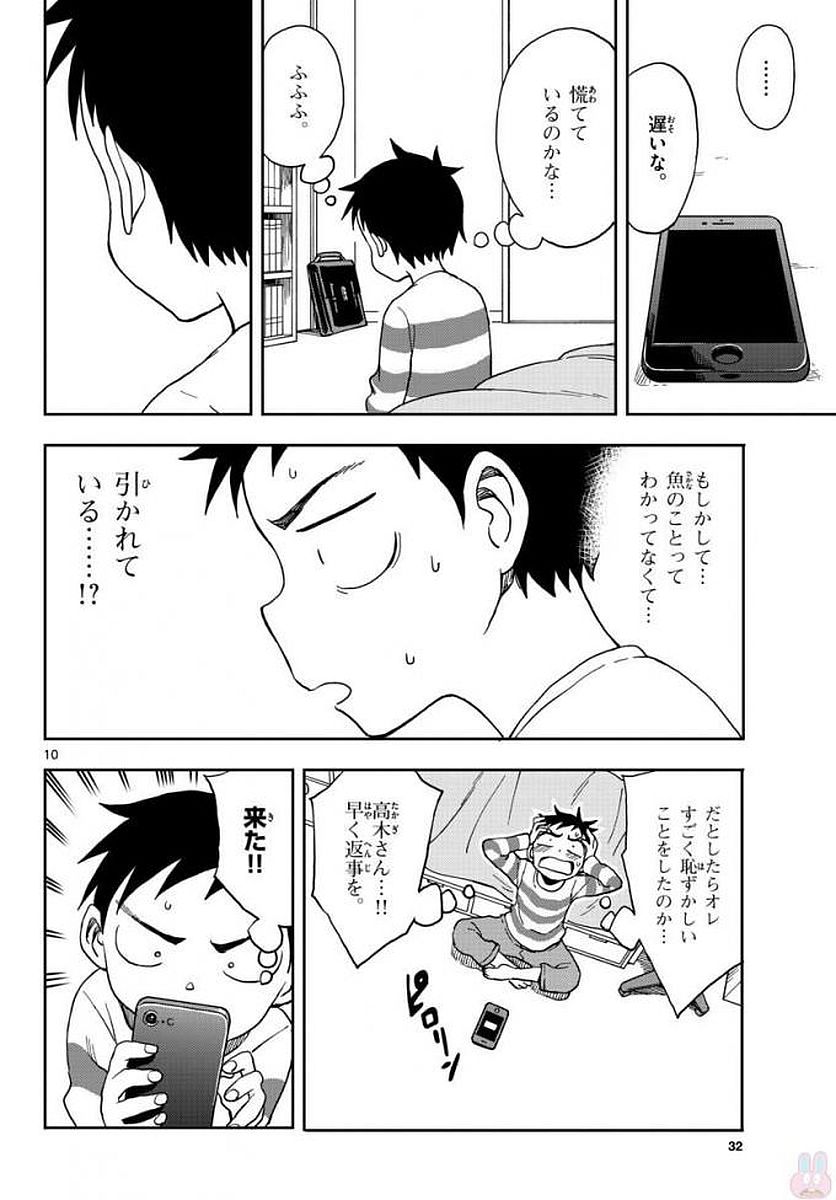 ……
遅いな。
慌てて
いるのかな…
ふふふ。
もしかして…
魚のことって
わかってなくて…
引かれて
いる……!?
10
だとしたらオレ
すごく恥ずかしい
ことをしたのか…
高木さん…!!
早く返事を。
ピロリーン
来た!!
32